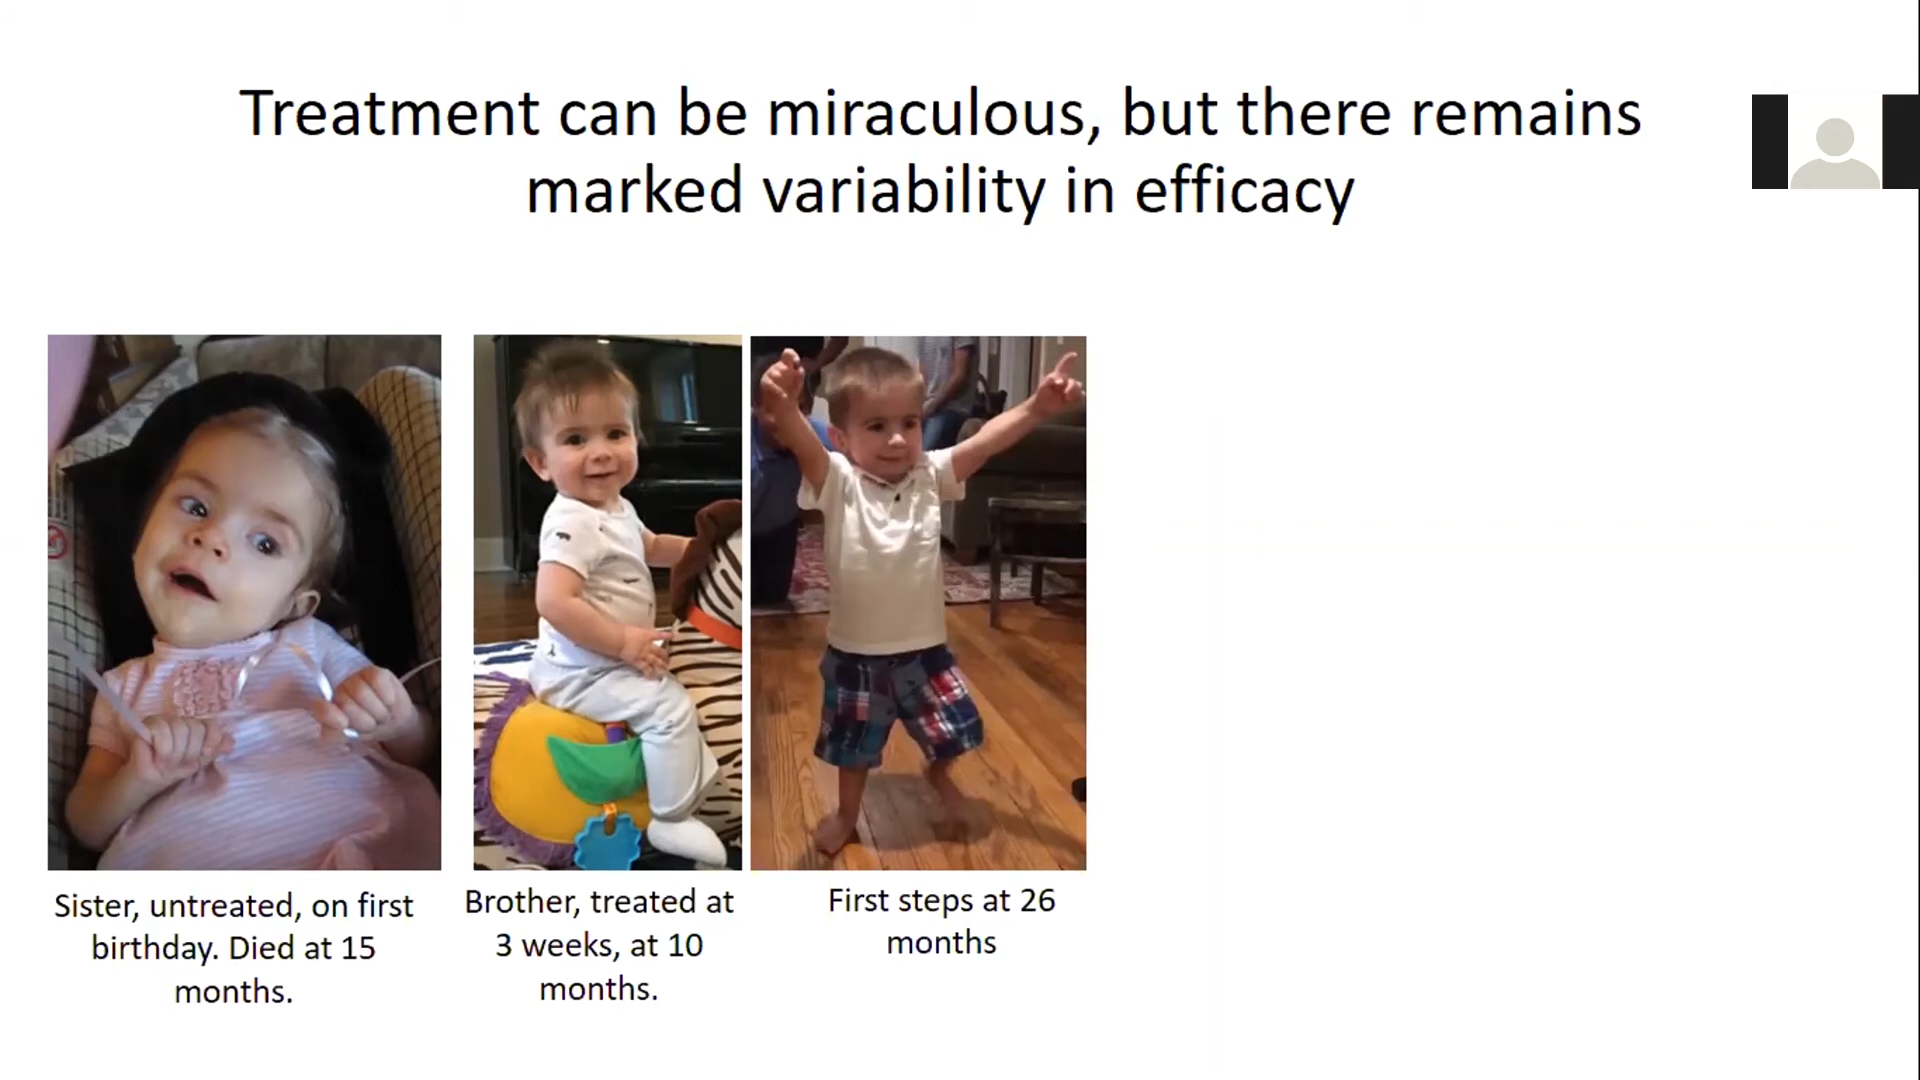 Treatment can be miraculous, but there remains
marked variability in efficacy
Sister, untreated, on first
birthday. Died at 15
months.
Brother, treated at
3 weeks, at 10
months.
First steps at 26
months